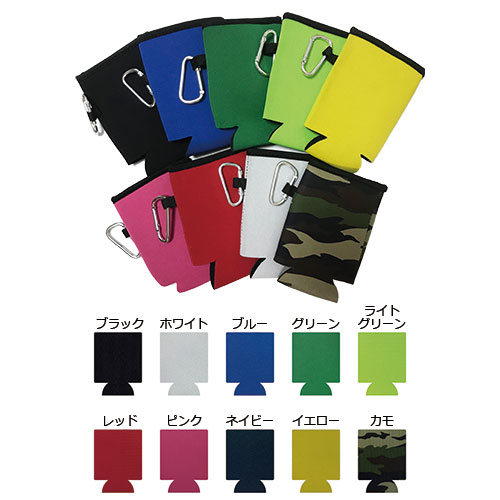 ブラック
ホワイト
ブルー
グリーン
ライト
グリーン
レッド
ピンク
ネイビー
イエロー
カモ